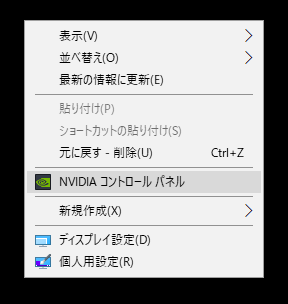 表示(V)
並べ替え(O)
最新の情報に更新(E)
貼り付け(P)
ショートカットの貼り付け(S)
元に戻す - 削除(U) Ctrl+Z
NVIDIA コントロール パネル
新規作成(X)
ディスプレイ設定(D)
個人用設定(R)